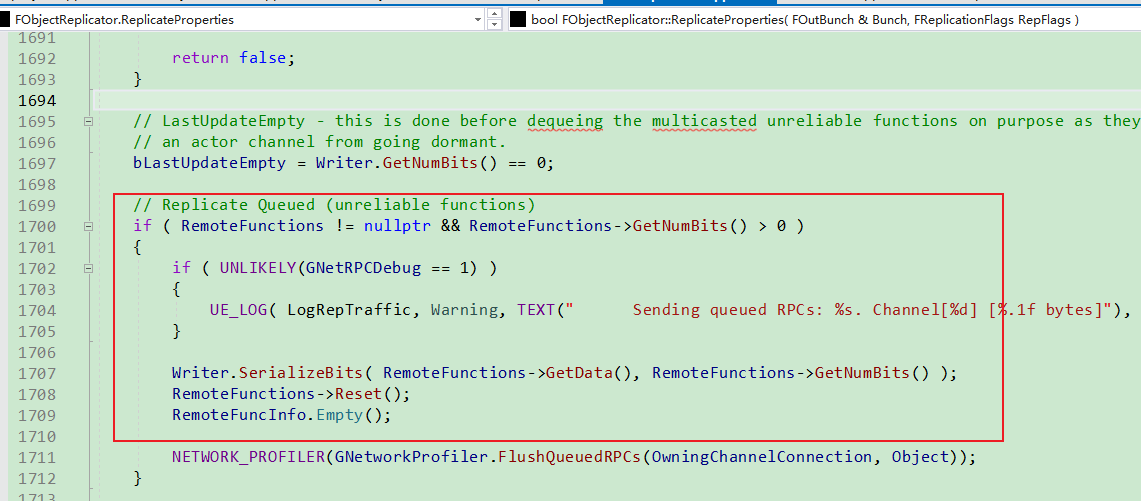 FObjectReplicator.ReplicateProperties
bool FObjectReplicator::ReplicateProperties( FOutBunch & Bunch, FReplicationFlags RepFlags )
1691
1692 return false;
1693 }
1694
1695 // LastUpdateEmpty - this is done before dequeing the multicasted unreliable functions on purpose as they
1696 // an actor channel from going dormant.
1697 bLastUpdateEmpty = Writer.GetNumBits() == 0;
1698
1699 // Replicate Queued (unreliable functions)
1700 if ( RemoteFunctions != nullptr && RemoteFunctions->GetNumBits() > 0 )
1701 {
1702 if ( UNLIKELY(GNetRPCDebug == 1) )
1703 {
1704 UE_LOG( LogRepTraffic, Warning, TEXT("      Sending queued RPCs: %s. Channel[%d] [%.1f bytes]"),
1705 }
1706
1707 Writer.SerializeBits( RemoteFunctions->GetData(), RemoteFunctions->GetNumBits() );
1708 RemoteFunctions->Reset();
1709 RemoteFuncInfo.Empty();
1710
1711 NETWORK_PROFILER(GNetworkProfiler.FlushQueuedRPCs(OwningChannelConnection, Object));
1712 }
1713